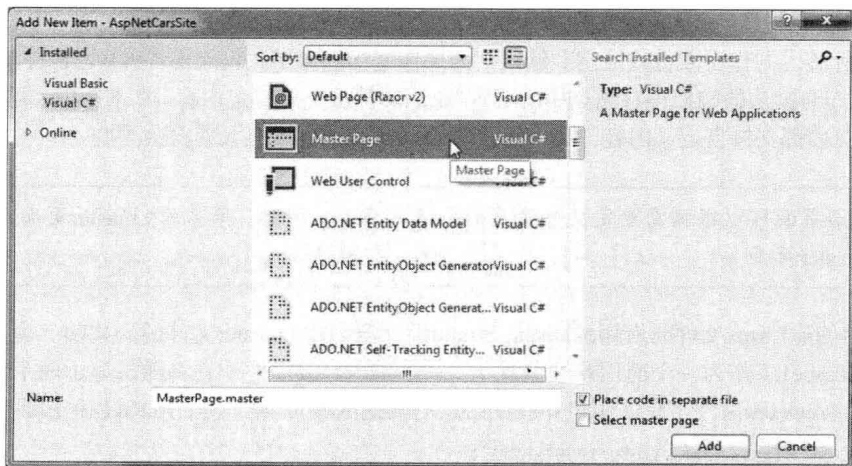 Add New Item - AspNetCarsSite
Installed
Visual Basic
Visual C#
Online
Sort by: Default
Search Installed Templates
Web Page (Razor v2) Visual C#
Master Page Visual C#
Master Page
Web User Control Visual C#
ADO.NET Entity Data Model Visual C#
ADO.NET EntityObject Generator Visual C#
ADO.NET EntityObject Generat... Visual C#
ADO.NET Self-Tracking Entity... Visual C#
Type: Visual C#
A Master Page for Web Applications
Name: MasterPage.master
Place code in separate file
Select master page
Add Cancel